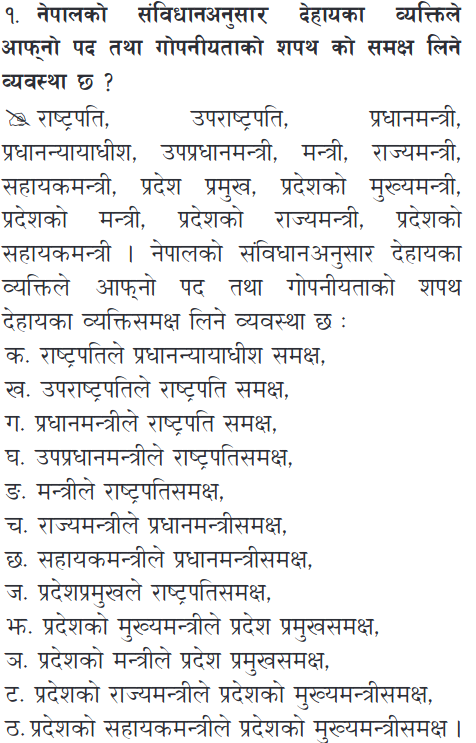 १. नेपालको संविधानअनुसार देहायका व्यक्तिले
आफ्‌नो पद तथा गोपनीयताको शपथ को समक्ष लिने
व्यवस्था छ ?
राष्ट्रपति, उपराष्ट्रपति, प्रधानमन्त्री,
प्रधानन्यायाधीश, उपप्रधानमन्त्री, मन्त्री, राज्यमन्त्री,
सहायकमन्त्री, प्रदेश प्रमुख, प्रदेशको मुख्यमन्त्री,
प्रदेशको मन्त्री, प्रदेशको राज्यमन्त्री, प्रदेशको
सहायकमन्त्री । नेपालको संविधानअनुसार देहायका
व्यक्तिले आफ्‌नो पद तथा गोपनीयताको शपथ
देहायका व्यक्तिसमक्ष लिने व्यवस्था छ :
क. राष्ट्रपतिले प्रधानन्यायाधीश समक्ष,
ख. उपराष्ट्रपतिले राष्ट्रपति समक्ष,
ग. प्रधानमन्त्रीले राष्ट्रपति समक्ष,
घ. उपप्रधानमन्त्रीले राष्ट्रपतिसमक्ष,
ङ. मन्त्रीले राष्ट्रपतिसमक्ष,
च. राज्यमन्त्रीले प्रधानमन्त्रीसमक्ष,
छ. सहायकमन्त्रीले प्रधानमन्त्रीसमक्ष,
ज. प्रदेशप्रमुखले राष्ट्रपतिसमक्ष,
झ. प्रदेशको मुख्यमन्त्रीले प्रदेश प्रमुखसमक्ष,
ञ. प्रदेशको मन्त्रीले प्रदेश प्रमुखसमक्ष,
ट. प्रदेशको राज्यमन्त्रीले प्रदेशको मुख्यमन्त्रीसमक्ष,
ठ. प्रदेशको सहायकमन्त्रीले प्रदेशको मुख्यमन्त्रीसमक्ष ।